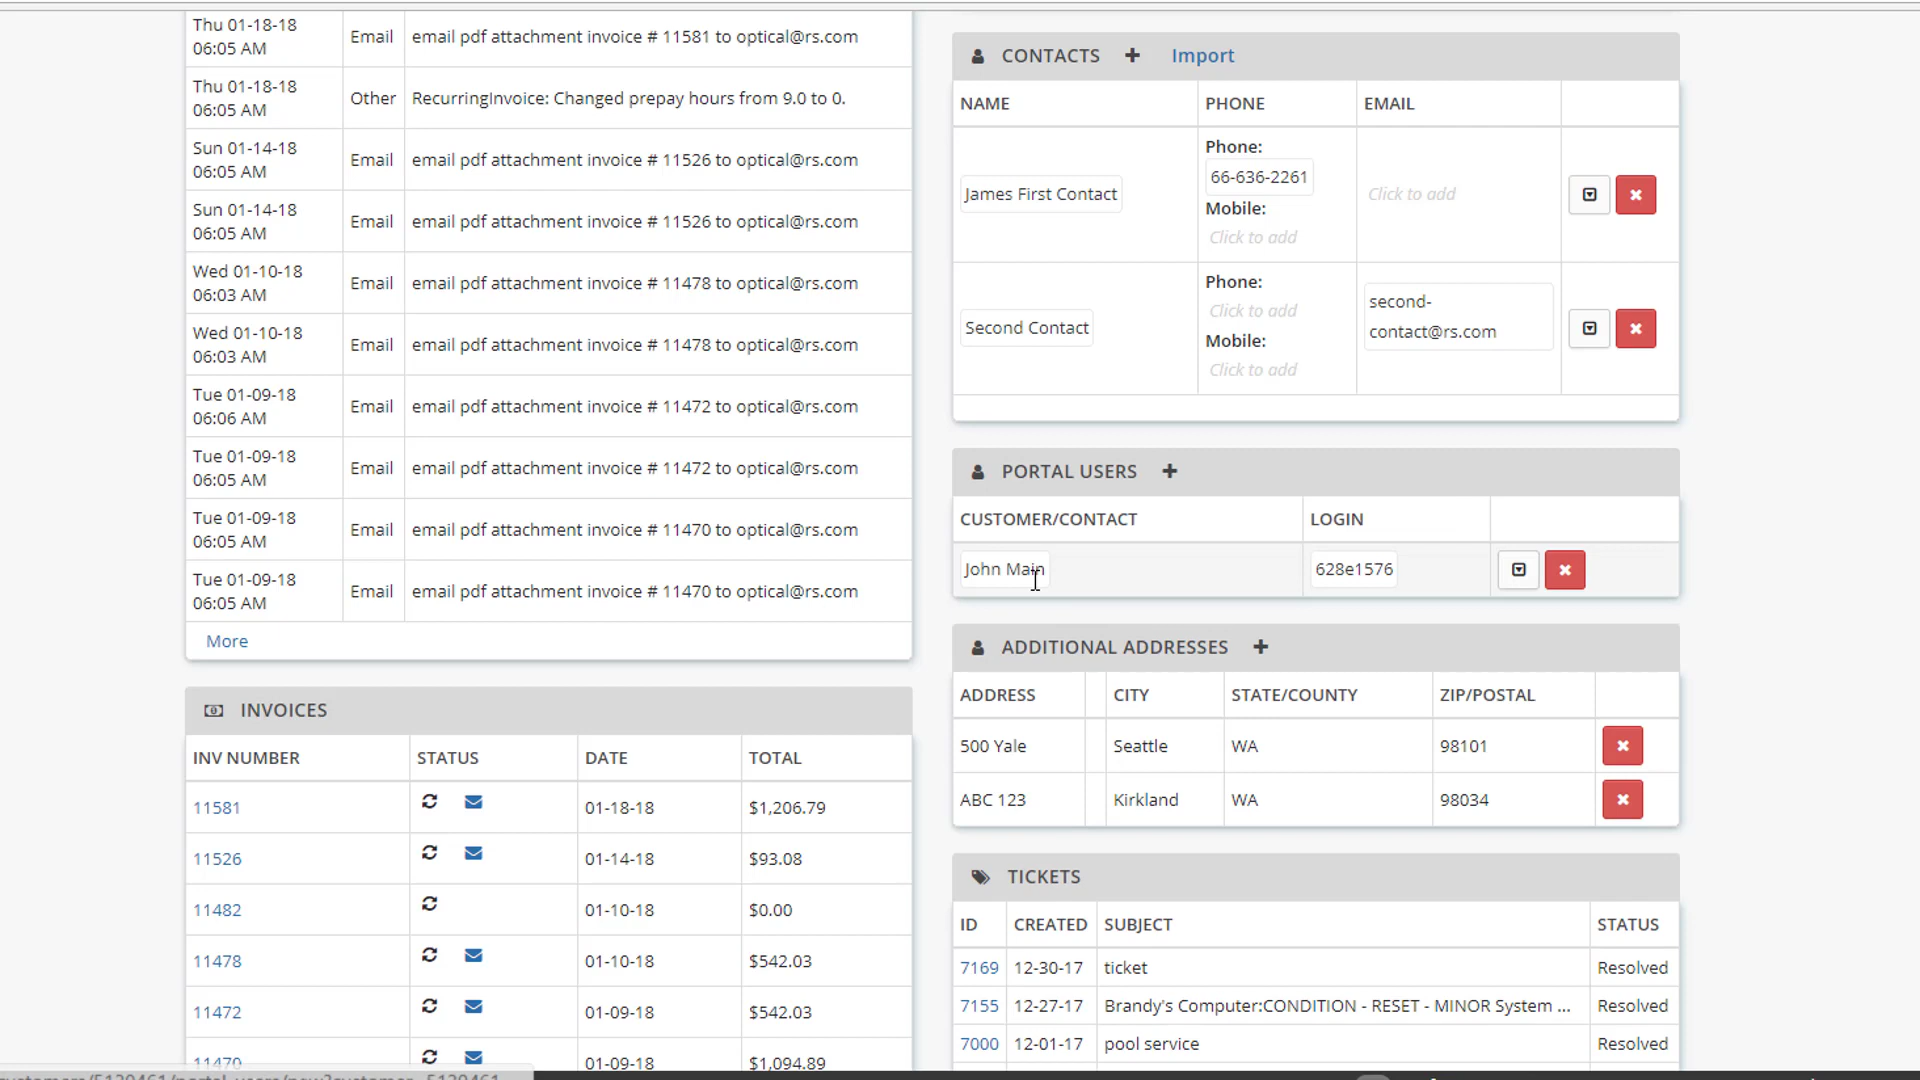 Thu 01-18-18
06:05 AM
Email
email pdf attachment invoice # 11581 to optical@rs.com
Thu 01-18-18
06:05 AM
Other
RecurringInvoice: Changed prepay hours from 9.0 to 0.
Sun 01-14-18
06:05 AM
Email
email pdf attachment invoice # 11526 to optical@rs.com
Sun 01-14-18
06:05 AM
Email
email pdf attachment invoice # 11526 to optical@rs.com
Wed 01-10-18
06:03 AM
Email
email pdf attachment invoice # 11478 to optical@rs.com
Wed 01-10-18
06:03 AM
Email
email pdf attachment invoice # 11478 to optical@rs.com
Tue 01-09-18
06:06 AM
Email
email pdf attachment invoice # 11472 to optical@rs.com
Tue 01-09-18
06:05 AM
Email
email pdf attachment invoice # 11472 to optical@rs.com
Tue 01-09-18
06:05 AM
Email
email pdf attachment invoice # 11470 to optical@rs.com
Tue 01-09-18
06:05 AM
Email
email pdf attachment invoice # 11470 to optical@rs.com
More
INVOICES
INV NUMBER STATUS DATE TOTAL
11581 01-18-18 $1,206.79
11526 01-14-18 $93.08
11482 01-10-18 $0.00
11478 01-10-18 $542.03
11472 01-09-18 $542.03
11470 01-09-18 $1,094.89
CONTACTS Import
NAME PHONE EMAIL
James First Contact
Phone:
66-636-2261
Mobile:
Click to add
Click to add
Second Contact
Phone:
Click to add
Mobile:
Click to add
second-
contact@rs.com
PORTAL USERS
CUSTOMER/CONTACT LOGIN
John Main 628e1576
ADDITIONAL ADDRESSES
ADDRESS CITY STATE/COUNTY ZIP/POSTAL
500 Yale Seattle WA 98101
ABC 123 Kirkland WA 98034
TICKETS
ID CREATED SUBJECT STATUS
7169 12-30-17 ticket Resolved
7155 12-27-17 Brandy's Computer:CONDITION - RESET - MINOR System ... Resolved
7000 12-01-17 pool service Resolved